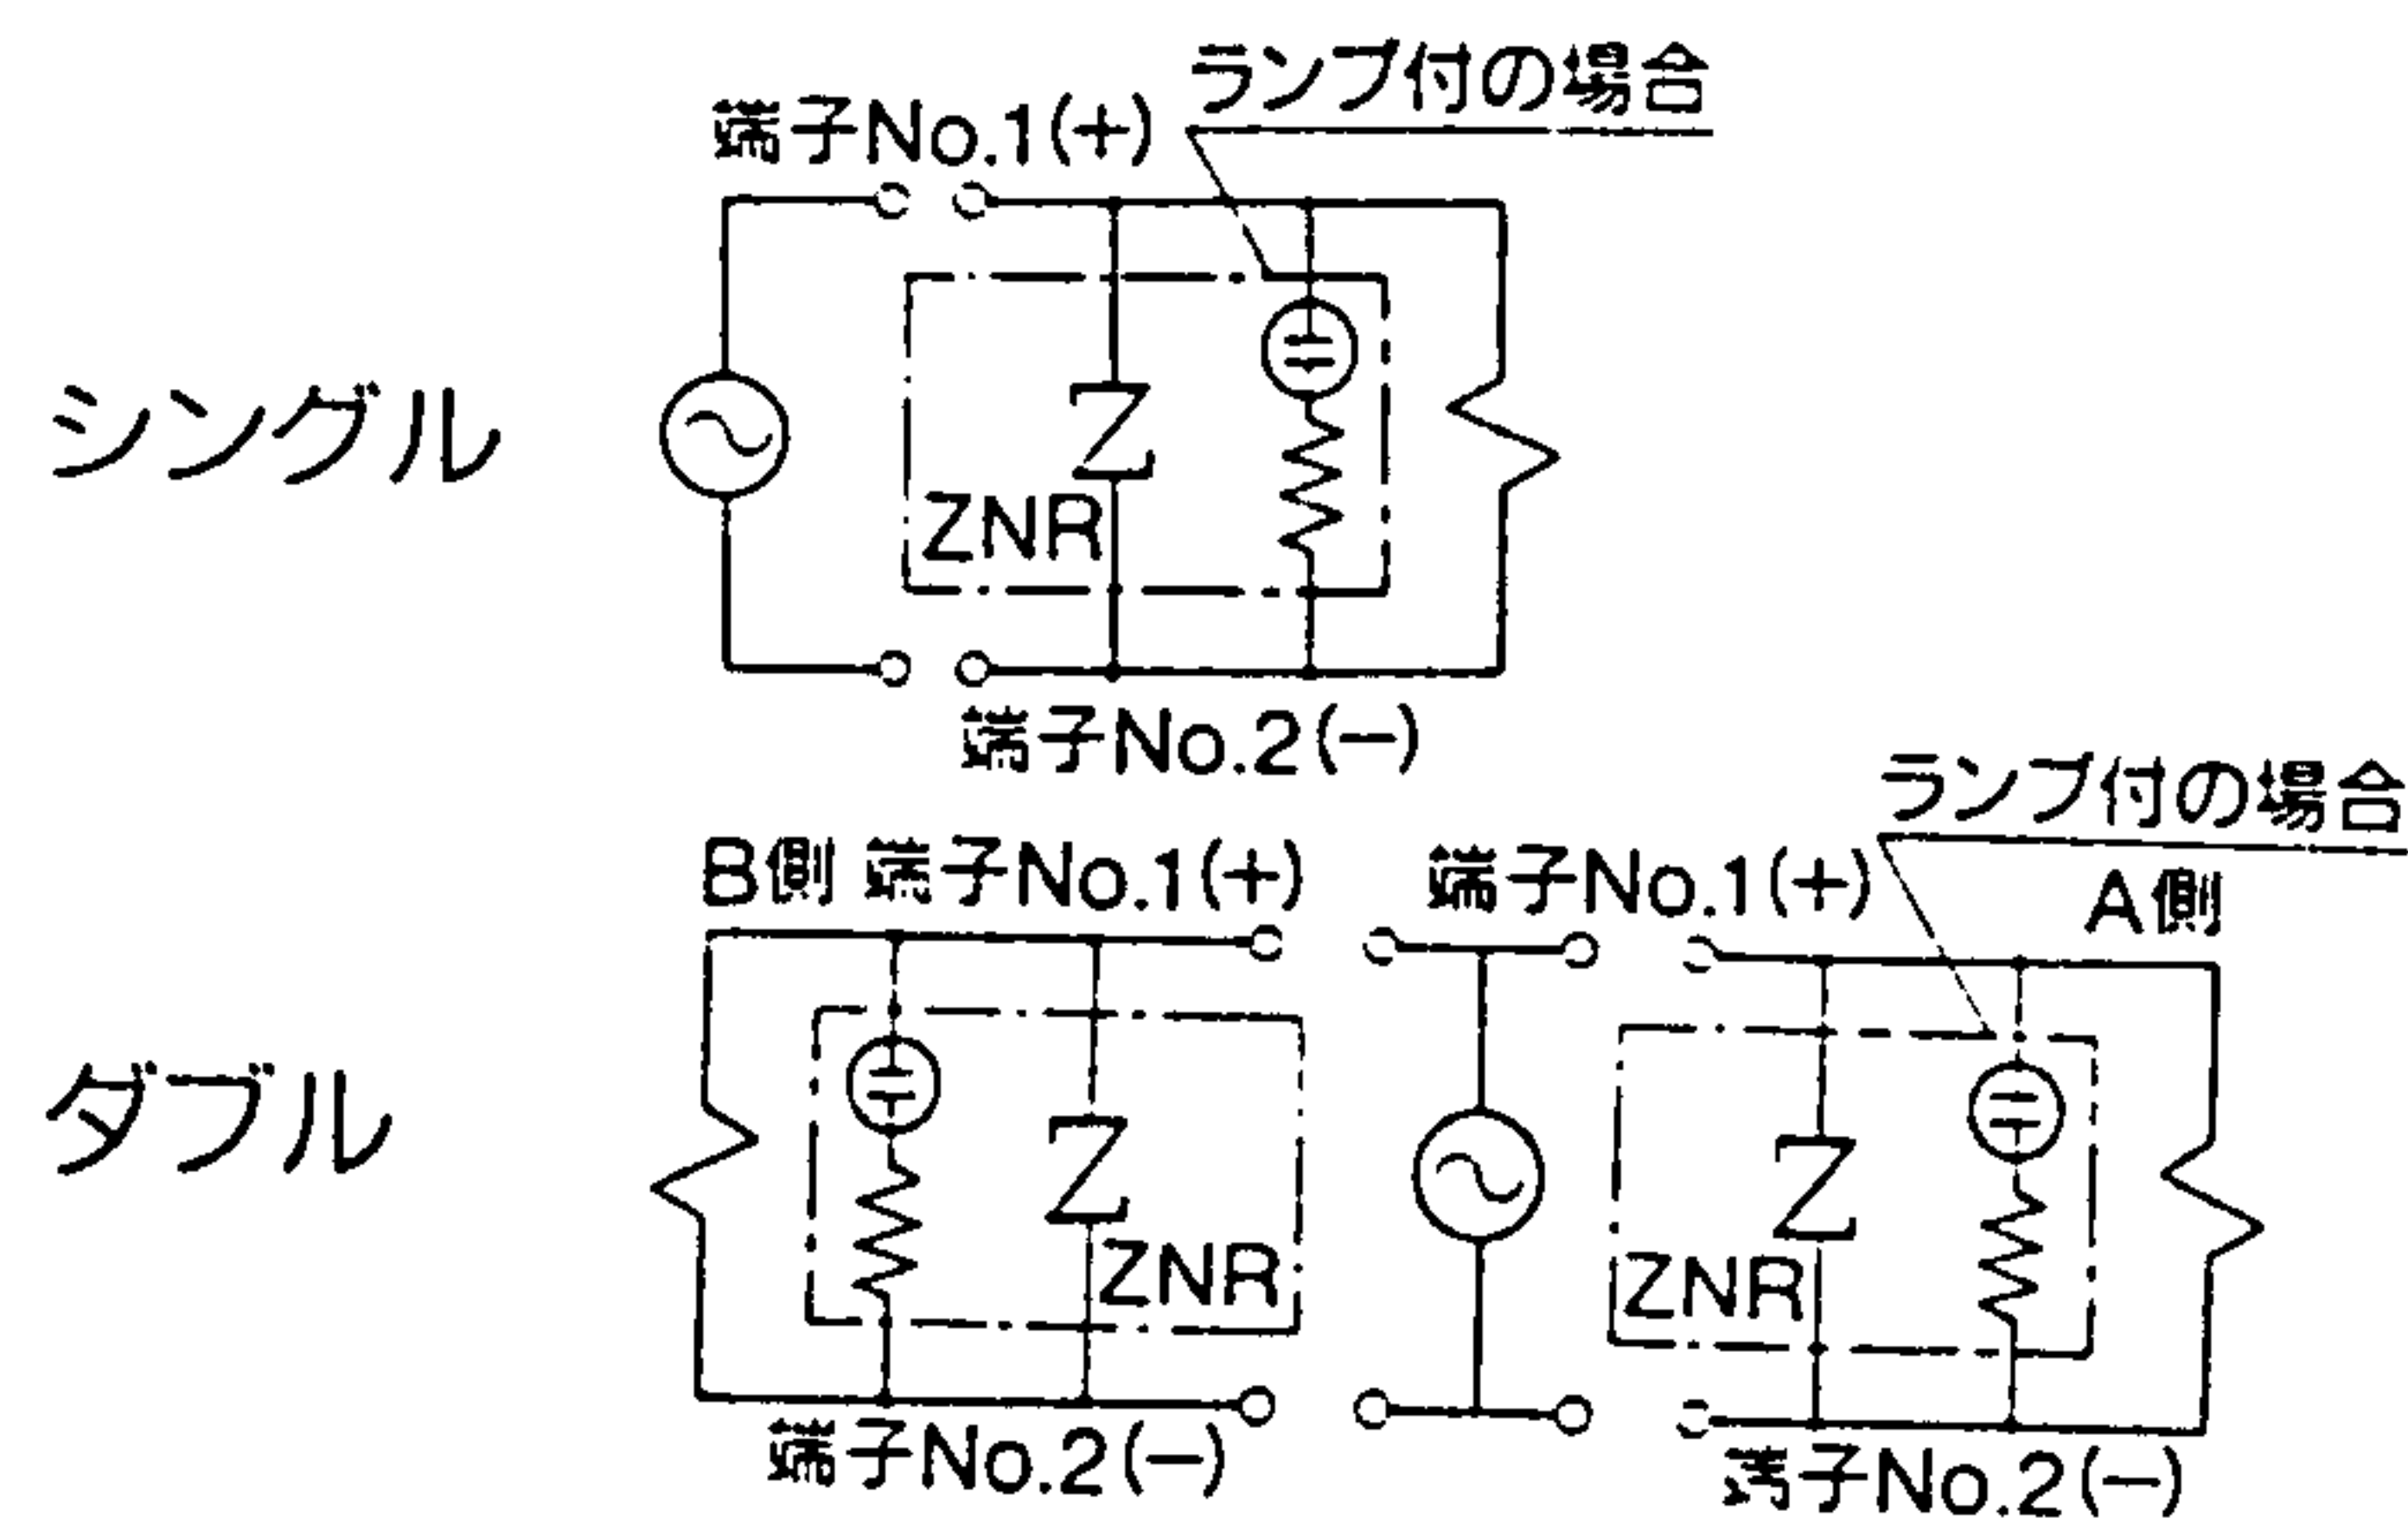 ランプ付の場合
端子No.1(+)
シングル
Z
ZNR
端子No.2(−)
ランプ付の場合
B側 端子No.1(+)
端子No.1(+)
A側
ダブル
Z
ZNR
Z
ZNR
端子No.2(−)
端子No.2(−)